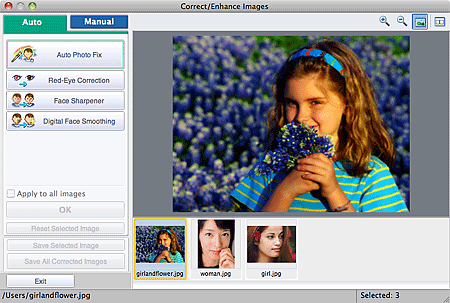 Correct/Enhance Images
Auto
Manual
Auto Photo Fix
Red-Eye Correction
Face Sharpener
Digital Face Smoothing
Apply to all images
OK
Reset Selected Image
Save Selected Image
Save All Corrected Images
Exit
girlandflower.jpg
woman.jpg
girl.jpg
/Users/girlandflower.jpg
Selected: 3